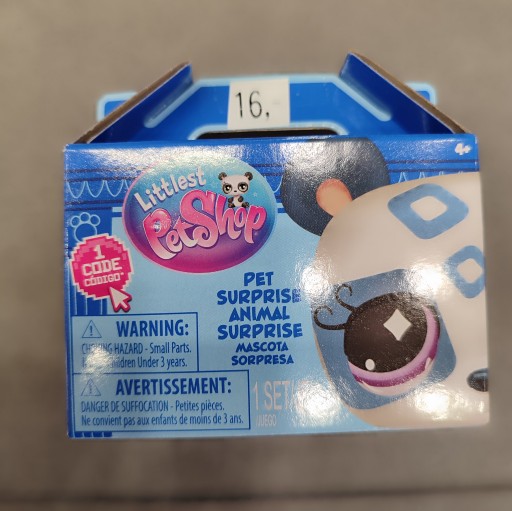 16,
4+
Littlest
PetShop
1
CODE
CÓDIGO
PET
SURPRISE
ANIMAL
SURPRISE
MASCOTA
SORPRESA
WARNING:
CHOKING HAZARD - Small Parts.
Children Under 3 years.
AVERTISSEMENT:
DANGER DE SUFFOCATION - Petites pièces.
Ne convient pas aux enfants de moins de 3 ans.
1 SET/
JUEGO